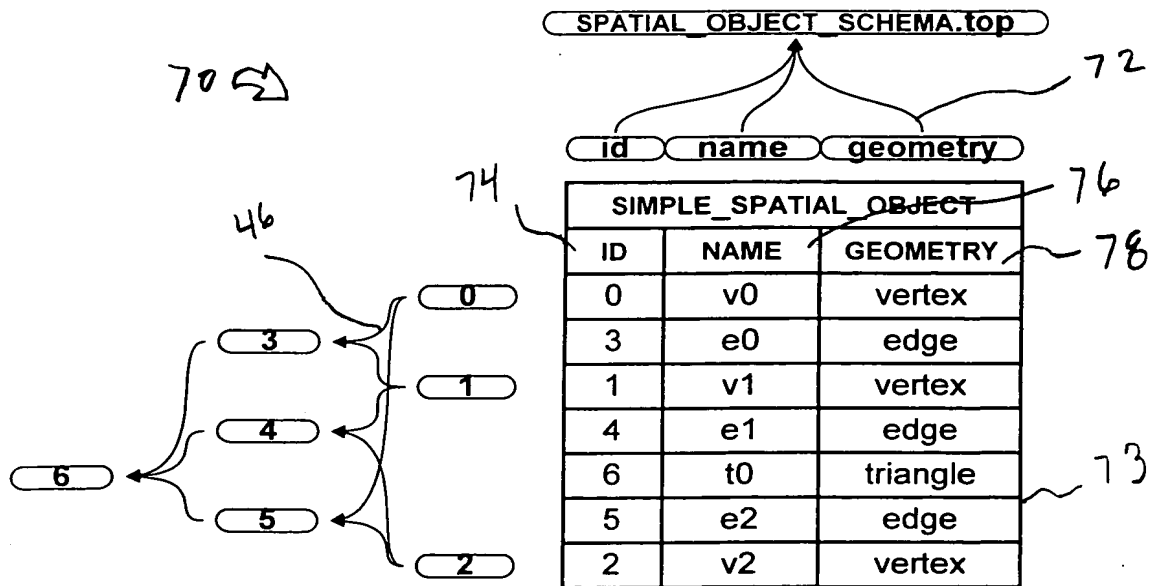 SPATIAL_OBJECT_SCHEMA.top
70
72
id name geometry
74
76
SIMPLE_SPATIAL_OBJECT
46
ID NAME GEOMETRY
78
0
0 v0 vertex
3
3 e0 edge
1
1 v1 vertex
4
4 e1 edge
6
6 t0 triangle
73
5
5 e2 edge
2
2 v2 vertex